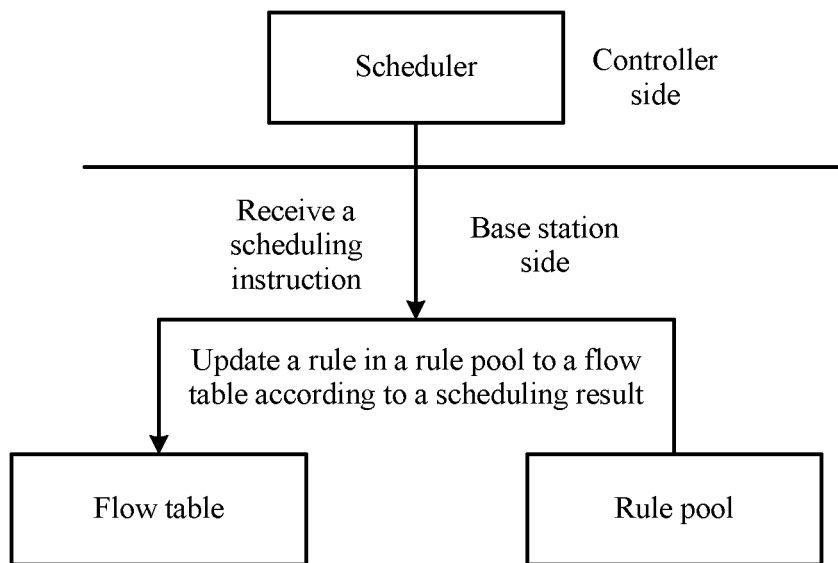 Scheduler
Controller
side
Receive a
scheduling
instruction
Base station
side
Update a rule in a rule pool to a flow
table according to a scheduling result
Flow table
Rule pool